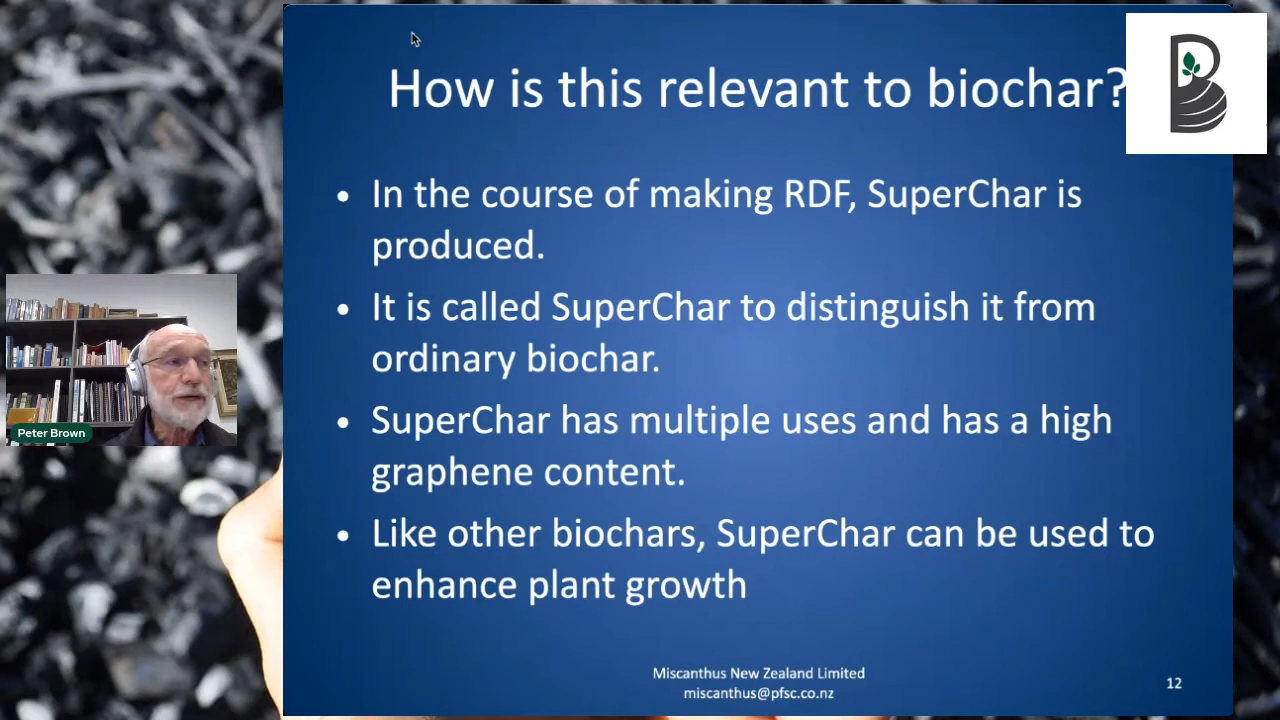 How is this relevant to biochar?
• In the course of making RDF, SuperChar is
produced.
• It is called SuperChar to distinguish it from
ordinary biochar.
• SuperChar has multiple uses and has a high
graphene content.
• Like other biochars, SuperChar can be used to
enhance plant growth
Peter Brown
Miscanthus New Zealand Limited
miscanthus@pfsc.co.nz
12